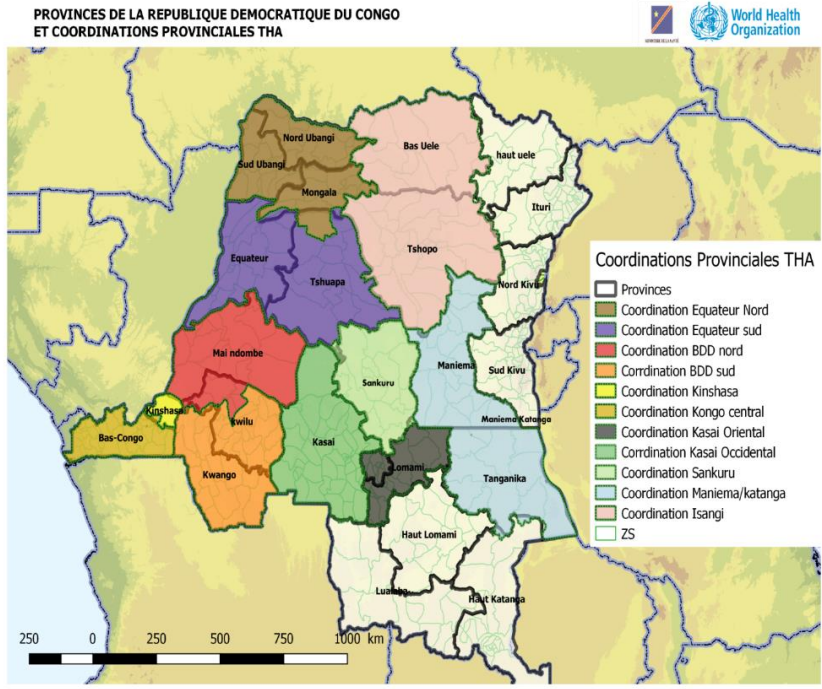 PROVINCES DE LA REPUBLIQUE DEMOCRATIQUE DU CONGO
ET COORDINATIONS PROVINCIALES THA
World Health
Organization
Nord Ubangi
Sud Ubangi
Mongala
Bas Uele
haut uele
Ituri
Equateur
Tshuapa
Tshopo
Nord Kivu
Mai ndombe
Sankuru
Maniema
Sud Kivu
Kinshasa
Bas-Congo
kwilu
Kwango
Kasai
Lomami
Maniema Katanga
Tanganika
Haut Lomami
Lualaba
Haut Katanga
Coordinations Provinciales THA
Provinces
Coordination Equateur Nord
Coordination Equateur sud
Coordination BDD nord
Corrdination BDD sud
Coordination Kinshasa
Coordination Kongo central
Coordination Kasai Oriental
Corrdination Kasai Occidental
Coordination Sankuru
Coordination Maniema/katanga
Coordination Isangi
ZS
250 0 250 500 750 1000 km